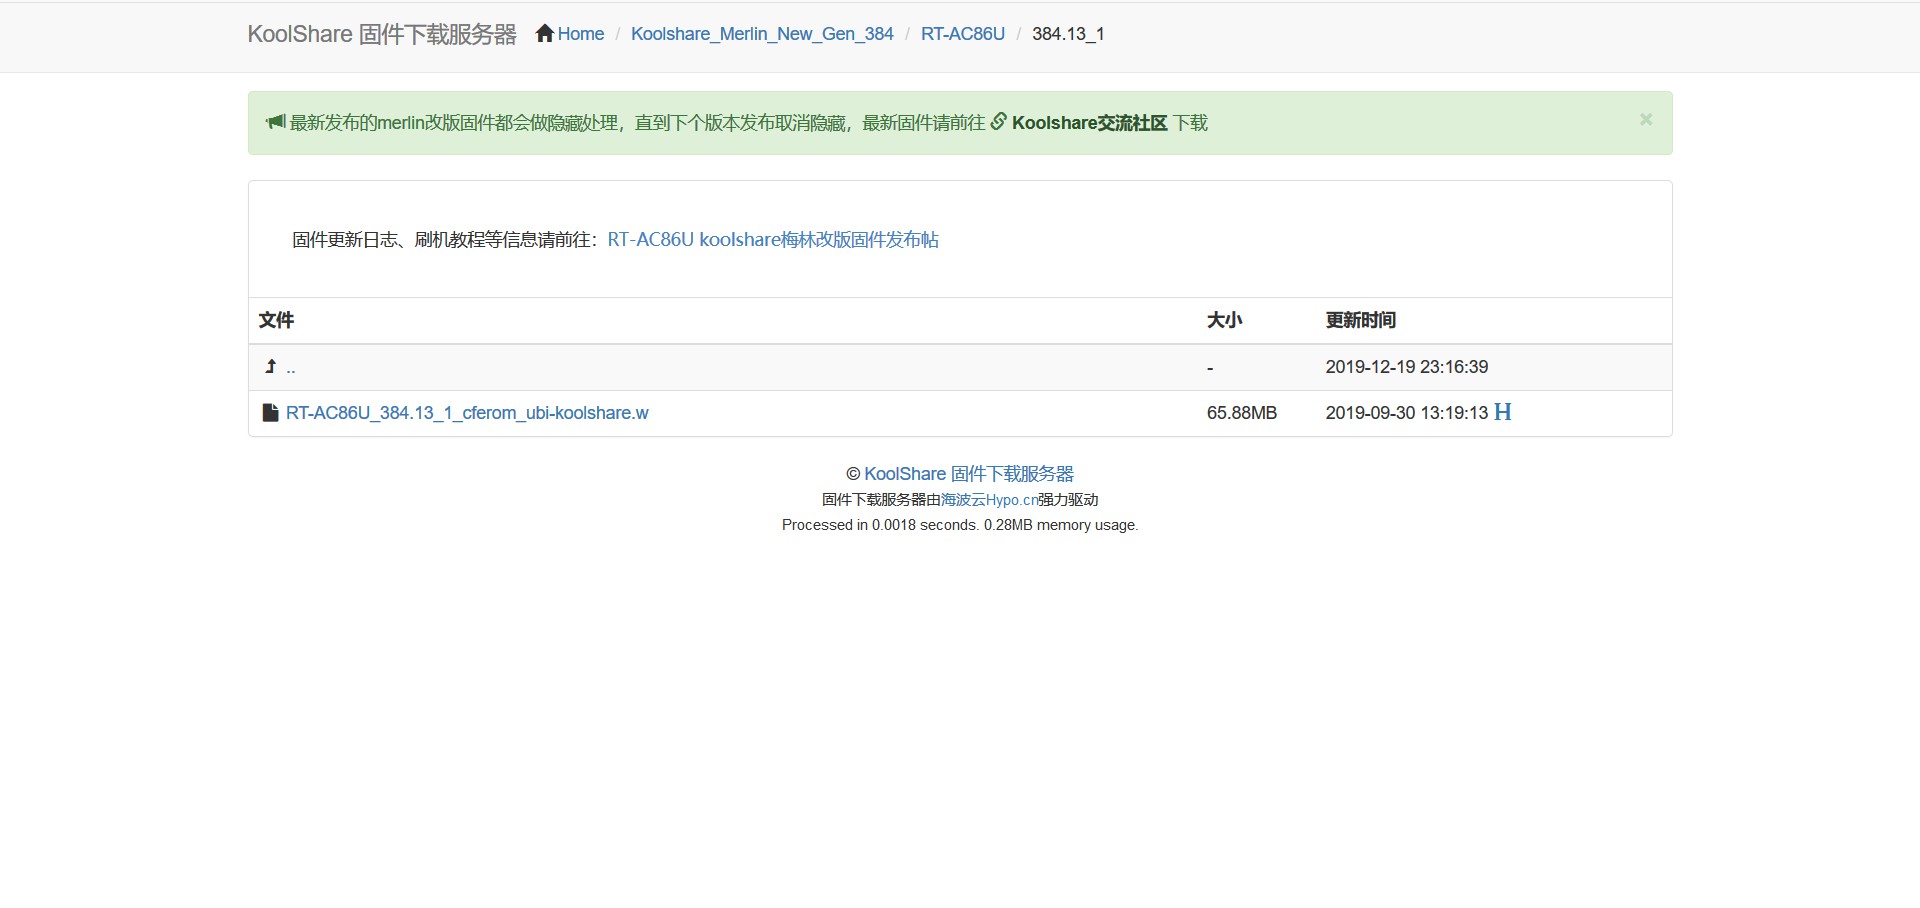 KoolShare 固件下载服务器 Home / Koolshare_Merlin_New_Gen_384 / RT-AC86U / 384.13_1
最新发布的merlin改版固件都会做隐藏处理，直到下个版本发布取消隐藏，最新固件请前往 Koolshare交流社区 下载 ×
固件更新日志、刷机教程等信息请前往：RT-AC86U koolshare梅林改版固件发布帖
文件 大小 更新时间
.. - 2019-12-19 23:16:39
RT-AC86U_384.13_1_cferom_ubi-koolshare.w 65.88MB 2019-09-30 13:19:13 H
© KoolShare 固件下载服务器
固件下载服务器由海波云Hypo.cn强力驱动
Processed in 0.0018 seconds. 0.28MB memory usage.